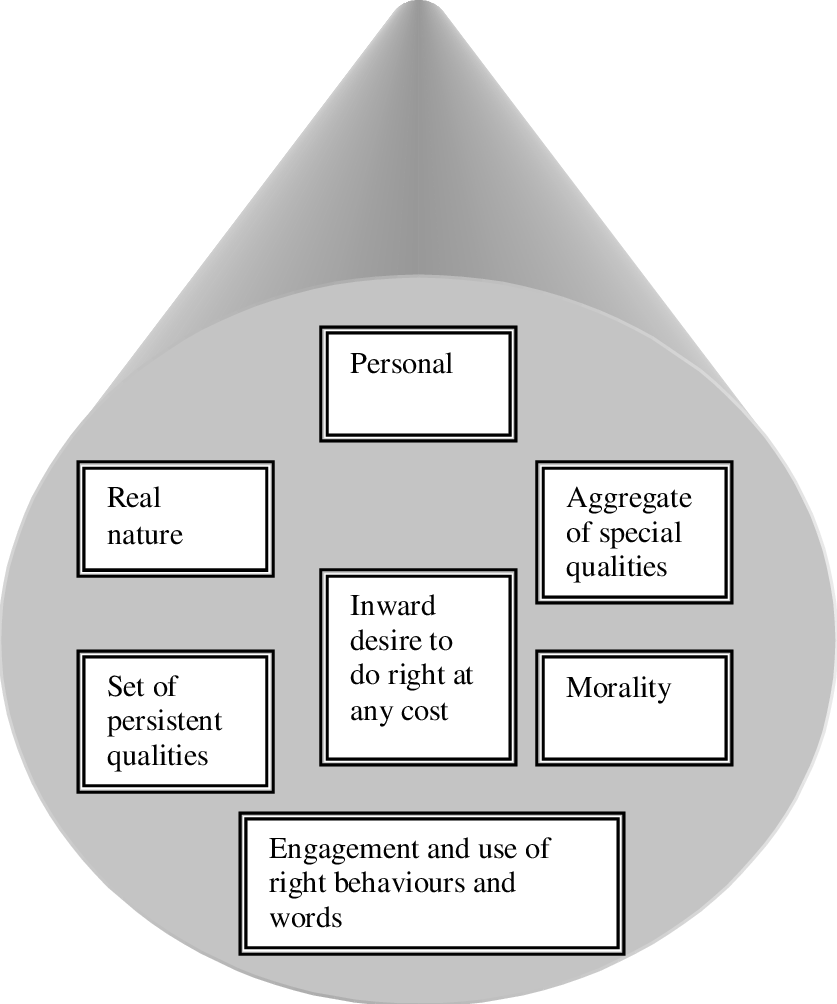 Personal
Real
nature
Aggregate
of special
qualities
Inward
desire to
do right at
any cost
Set of
persistent
qualities
Morality
Engagement and use of
right behaviours and
words